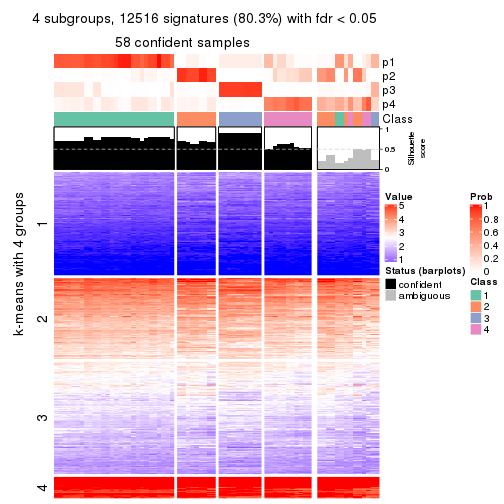 4 subgroups, 12516 signatures (80.3%) with fdr < 0.05
58 confident samples
p1
p2
p3
p4
Class
1
0.5
0
Silhouette
score
k-means with 4 groups
1
2
3
4
Value
5
4
3
2
1
Prob
1
0.8
0.6
0.4
0.2
0
Status (barplots)
confident
ambiguous
Class
1
2
3
4